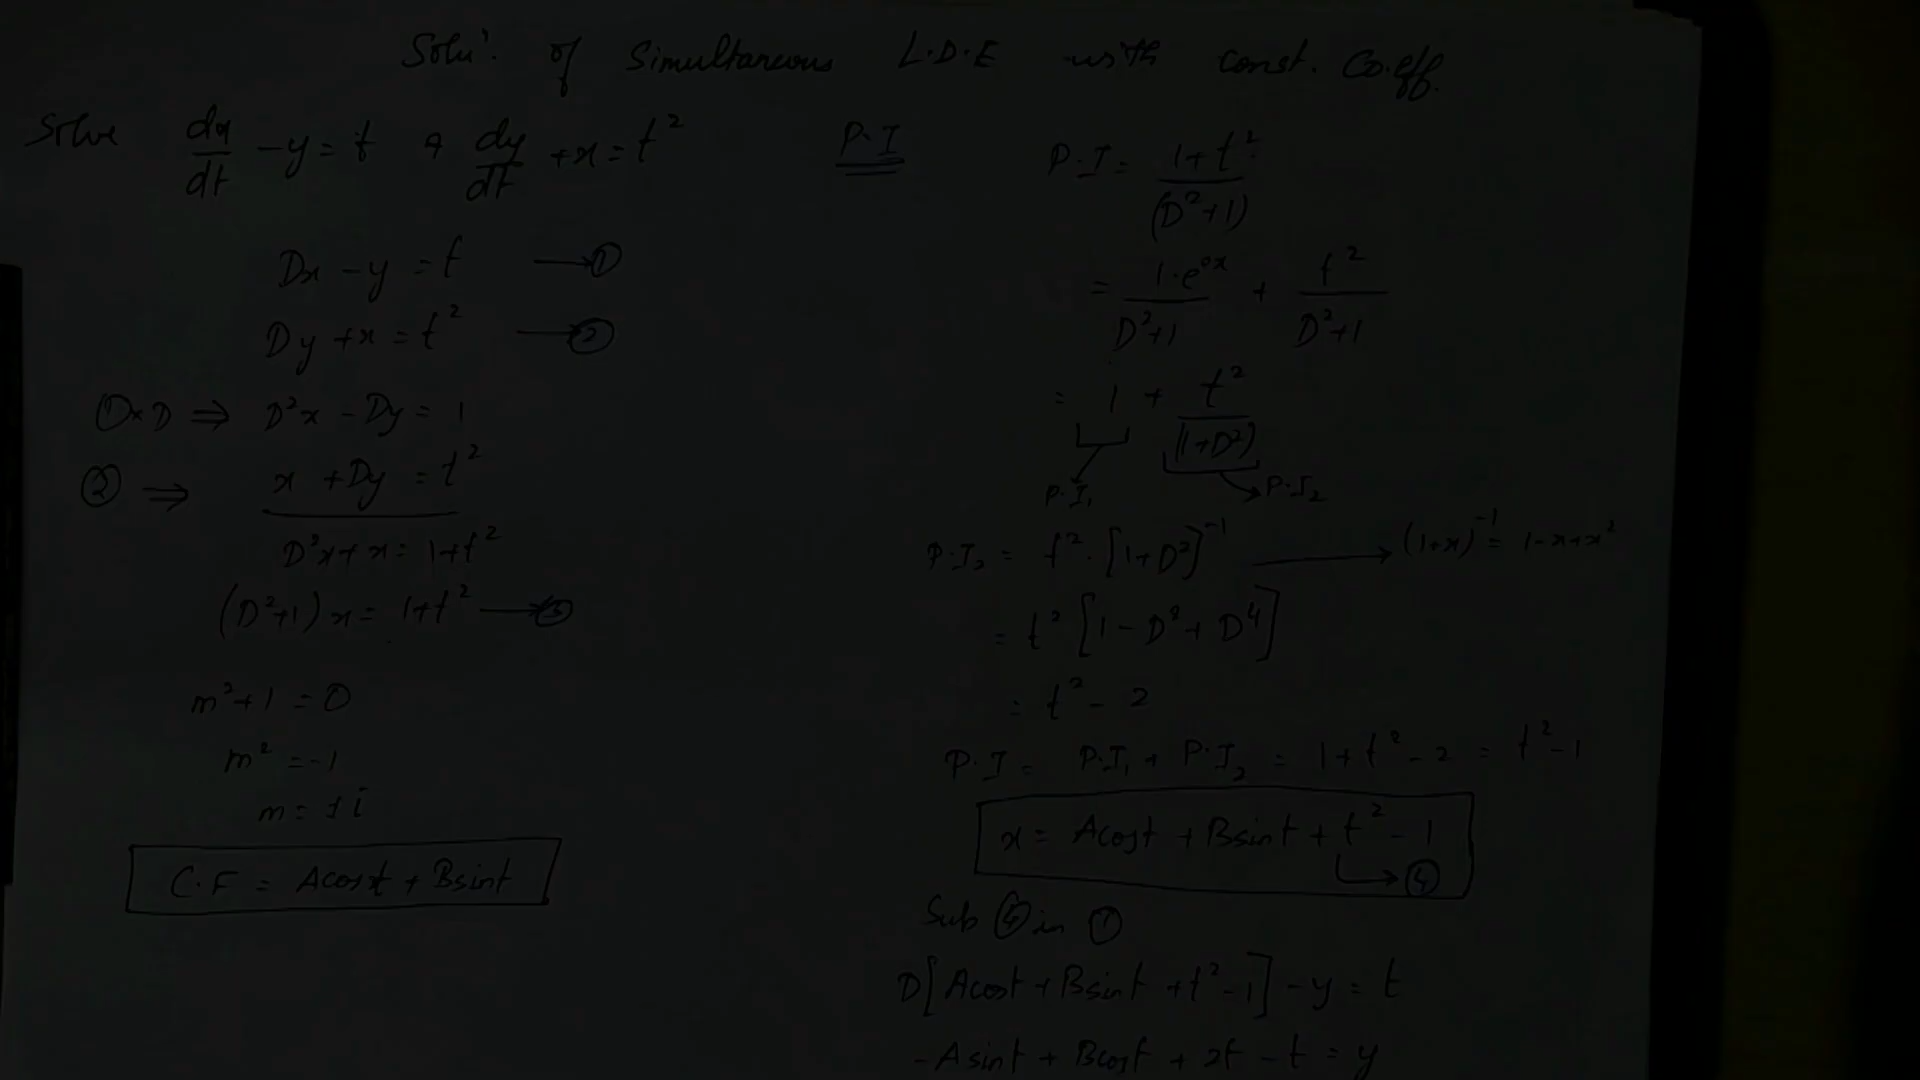 Solu'. of Simultaneous L.D.E with const. Co.eff.
Solve dx/dt - y = t & dy/dt + x = t²
Dx - y = t → ①
Dy + x = t² → ②
①×D ⇒ D²x - Dy = 1
② ⇒ x + Dy = t²
D²x + x = 1+t²
(D²+1) x = 1+t² → ③
m²+1 = 0
m² = -1
m = ±i
C.F = Acost + Bsint
P.I
P.I = 1+t² / (D²+1)
= 1·e^0x / D²+1 + t² / D²+1
= 1 + t² / (1+D²)
P.I₁ P.I₂
P.I₂ = t²·[1+D²]⁻¹ → (1+x)⁻¹ = 1-x+x²
= t² [1 - D² + D⁴]
= t² - 2
P.I = P.I₁ + P.I₂ = 1 + t² - 2 = t² - 1
x = Acost + Bsint + t² - 1 → ④
Sub ④ in ①
D[Acost + Bsint + t² - 1] - y = t
-Asint + Bcost + 2t - t = y